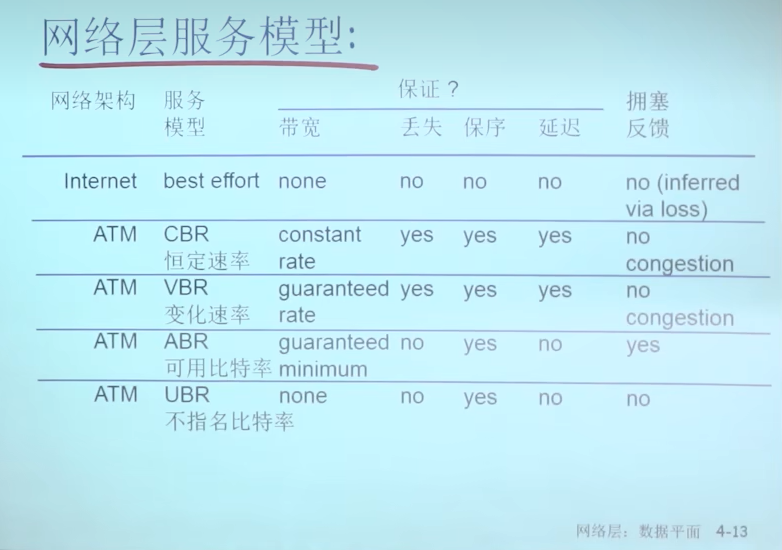 网络层服务模型:
保证？
网络架构 服务 模型 带宽 丢失 保序 延迟 拥塞 反馈
Internet best effort none no no no no (inferred via loss)
ATM CBR 恒定速率 constant rate yes yes yes no congestion
ATM VBR 变化速率 guaranteed rate yes yes yes no congestion
ATM ABR 可用比特率 guaranteed minimum no yes no yes
ATM UBR 不指名比特率 none no yes no no
网络层：数据平面 4-13